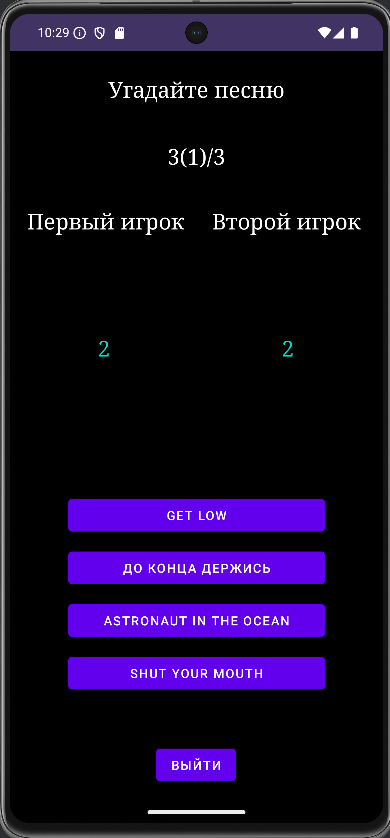 10:29
Угадайте песню
3(1)/3
Первый игрок Второй игрок
2 2
GET LOW
ДО КОНЦА ДЕРЖИСЬ
ASTRONAUT IN THE OCEAN
SHUT YOUR MOUTH
ВЫЙТИ